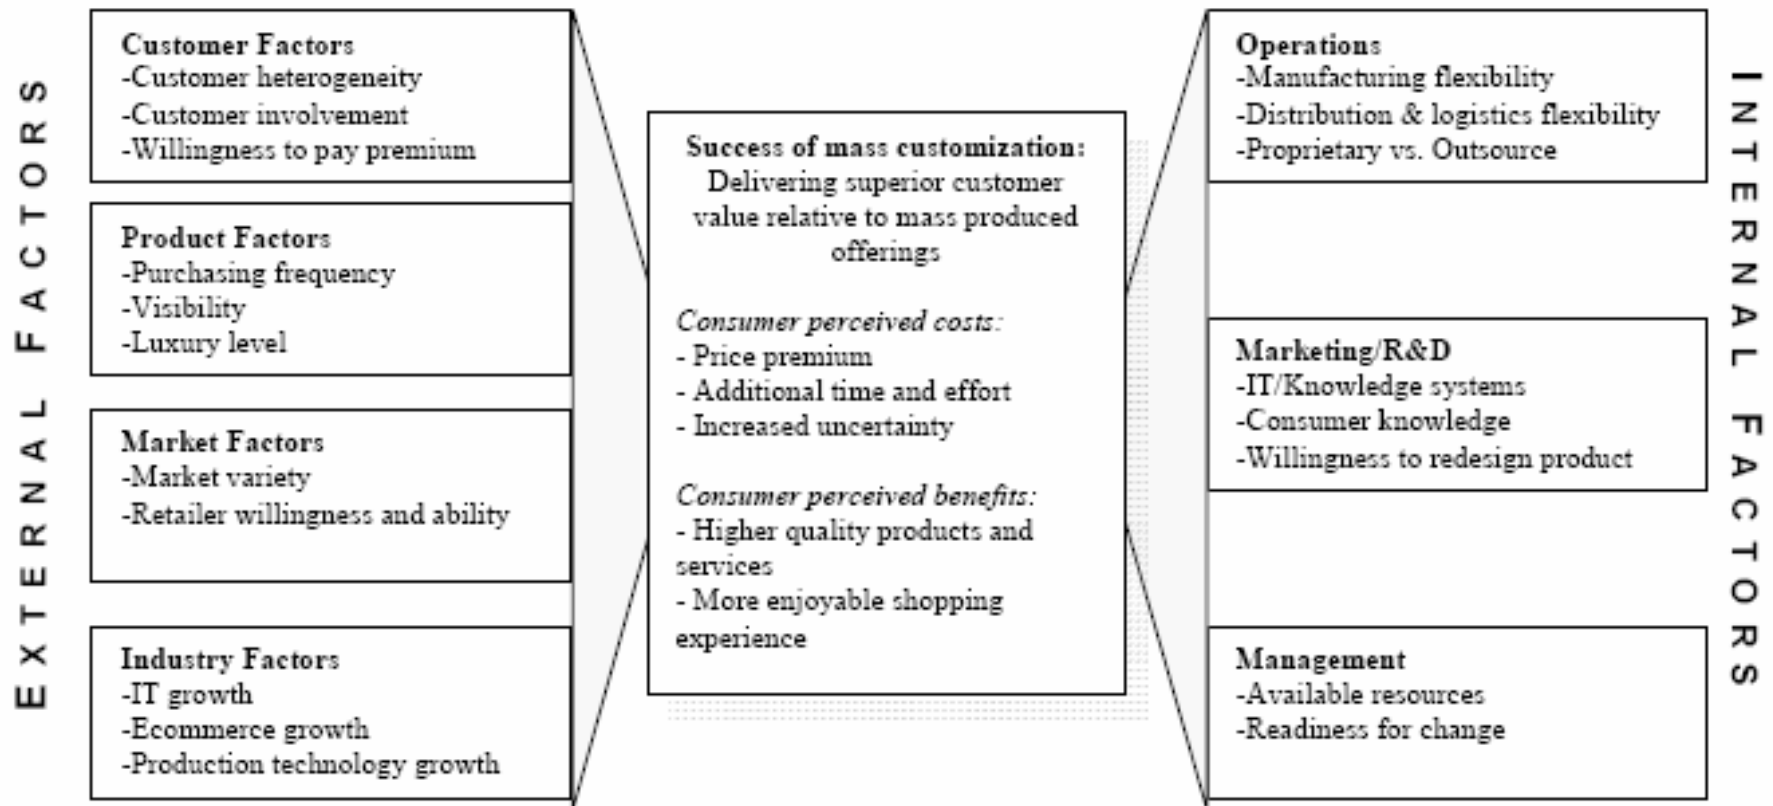 EXTERNAL FACTORS
Customer Factors
-Customer heterogeneity
-Customer involvement
-Willingness to pay premium
Product Factors
-Purchasing frequency
-Visibility
-Luxury level
Market Factors
-Market variety
-Retailer willingness and ability
Industry Factors
-IT growth
-Ecommerce growth
-Production technology growth
Success of mass customization:
Delivering superior customer
value relative to mass produced
offerings
Consumer perceived costs:
- Price premium
- Additional time and effort
- Increased uncertainty
Consumer perceived benefits:
- Higher quality products and
services
- More enjoyable shopping
experience
Operations
-Manufacturing flexibility
-Distribution & logistics flexibility
-Proprietary vs. Outsource
Marketing/R&D
-IT/Knowledge systems
-Consumer knowledge
-Willingness to redesign product
Management
-Available resources
-Readiness for change
INTERNAL FACTORS